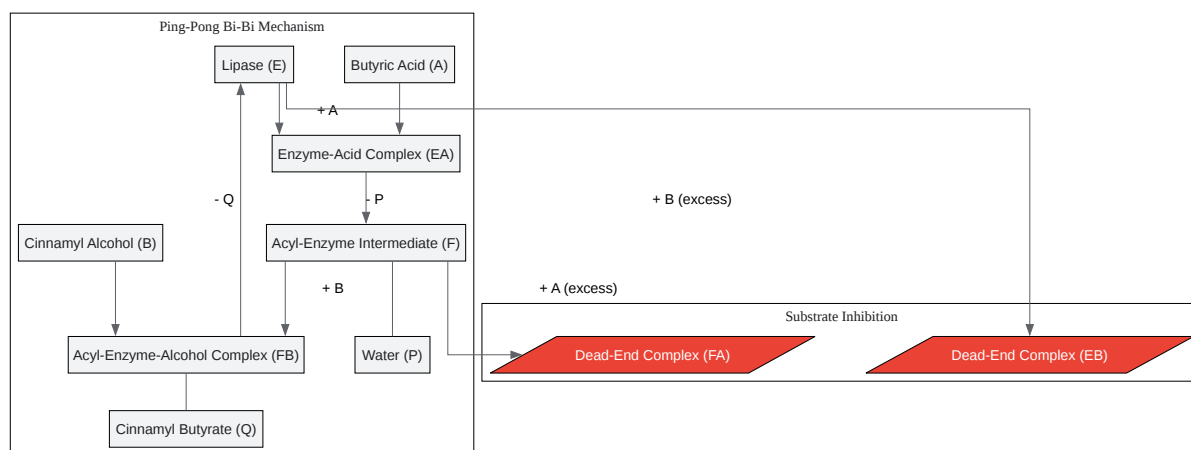 Ping-Pong Bi-Bi Mechanism
Lipase (E)
Butyric Acid (A)
+ A
Enzyme-Acid Complex (EA)
- Q
- P
+ B (excess)
Cinnamyl Alcohol (B)
Acyl-Enzyme Intermediate (F)
+ B
+ A (excess)
Substrate Inhibition
Acyl-Enzyme-Alcohol Complex (FB)
Water (P)
Dead-End Complex (FA)
Dead-End Complex (EB)
Cinnamyl Butyrate (Q)